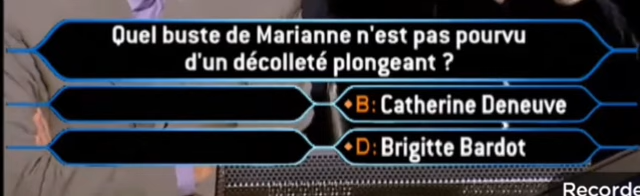 Quel buste de Marianne n'est pas pourvu
d'un décolleté plongeant ?
B: Catherine Deneuve
D: Brigitte Bardot
Recorde